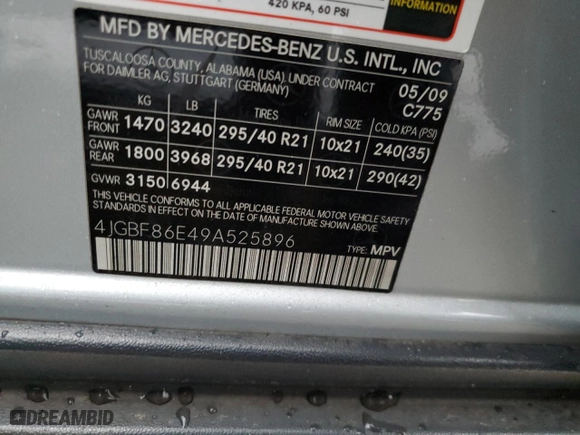 420 KPA, 60 PSI
INFORMATION
MFD BY MERCEDES-BENZ U.S. INTL., INC
TUSCALOOSA COUNTY, ALABAMA (USA). UNDER CONTRACT 05/09
FOR DAIMLER AG, STUTTGART (GERMANY) C775
KG LB TIRES RIM SIZE COLD KPA (PSI)
GAWR FRONT 1470 3240 295/40 R21 10x21 240(35)
GAWR REAR 1800 3968 295/40 R21 10x21 290(42)
GVWR 3150 6944
THIS VEHICLE CONFORMS TO ALL APPLICABLE FEDERAL MOTOR VEHICLE SAFETY
STANDARDS IN EFFECT ON THE DATE OF MANUFACTURE SHOWN ABOVE.
4JGBF86E49A525896
TYPE: MPV
DREAMBID